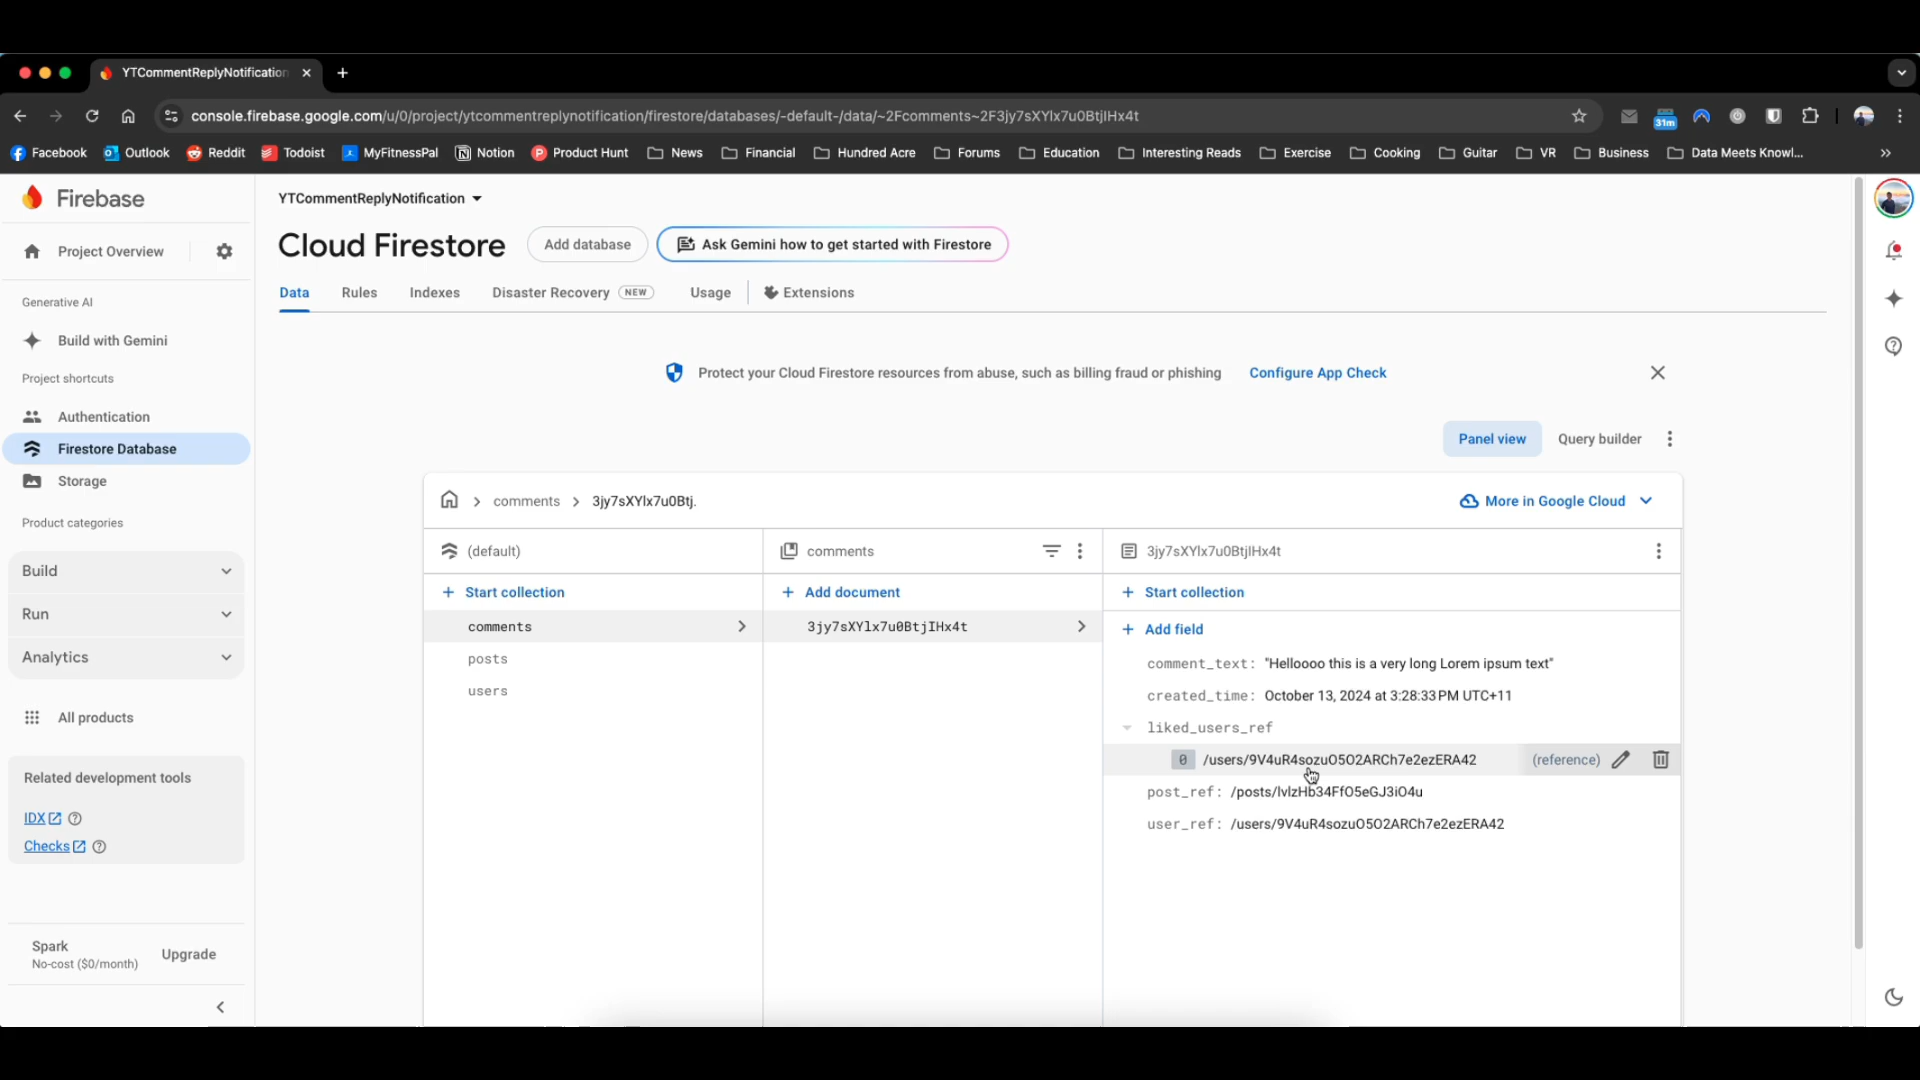 YTCommentReplyNotification
console.firebase.google.com/u/0/project/ytcommentreplynotification/firestore/databases/-default-/data/~2Fcomments~2F3jy7sXYlx7u0BtjIHx4t
31m
Facebook Outlook Reddit Todoist MyFitnessPal Notion Product Hunt News Financial Hundred Acre Forums Education Interesting Reads Exercise Cooking Guitar VR Business Data Meets Knowl... »
Firebase
YTCommentReplyNotification
Project Overview
Cloud Firestore
Add database
Ask Gemini how to get started with Firestore
Generative AI
Data Rules Indexes Disaster Recovery NEW Usage Extensions
Build with Gemini
Project shortcuts
Protect your Cloud Firestore resources from abuse, such as billing fraud or phishing Configure App Check
Authentication
Firestore Database
Panel view Query builder
Storage
comments 3jy7sXYlx7u0Btj.
More in Google Cloud
Product categories
(default)
comments
3jy7sXYlx7u0BtjIHx4t
Build
Start collection
Add document
Start collection
Run
comments
3jy7sXYlx7u0BtjIHx4t
Add field
Analytics
posts
comment_text: "Helloooo this is a very long Lorem ipsum text"
users
created_time: October 13, 2024 at 3:28:33 PM UTC+11
All products
liked_users_ref
0 /users/9V4uR4sozuO5O2ARCh7e2ezERA42 (reference)
Related development tools
post_ref: /posts/lvlzHb34FfO5eGJ3iO4u
IDX
user_ref: /users/9V4uR4sozuO5O2ARCh7e2ezERA42
Checks
Spark
No-cost ($0/month)
Upgrade